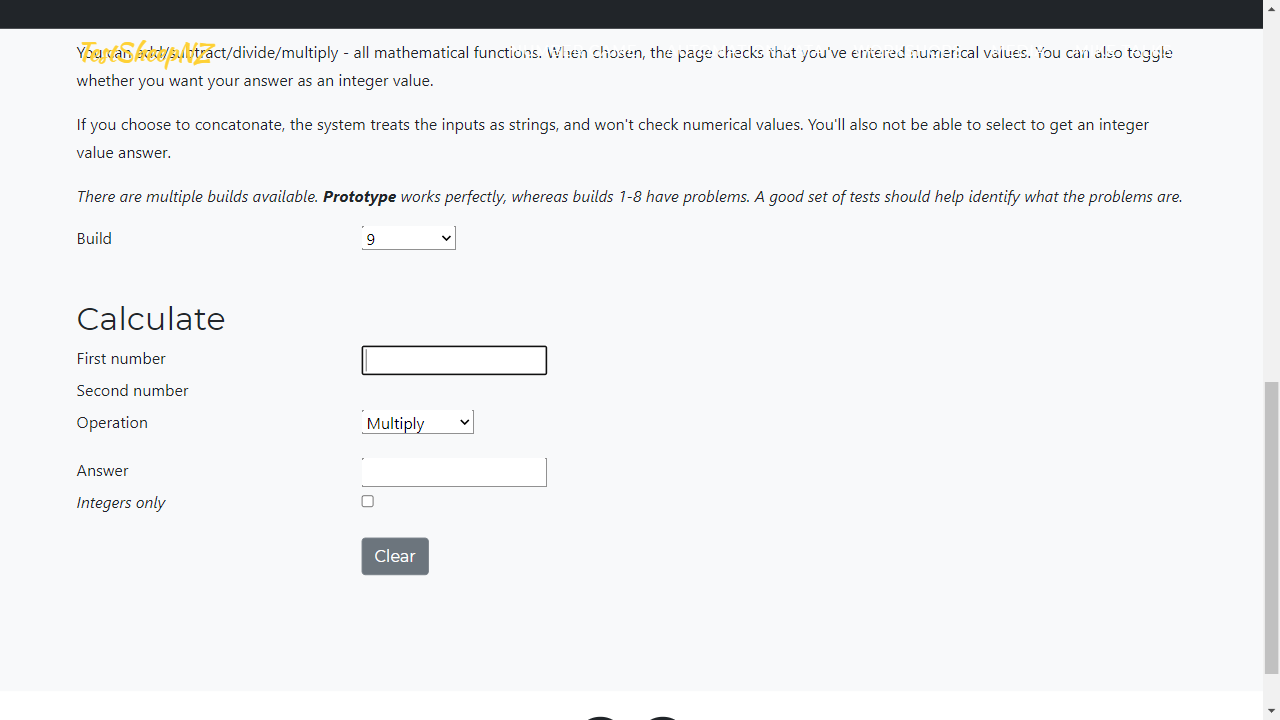 TestSheepNZ
You can add/subtract/divide/multiply - all mathematical functions. When chosen, the page checks that you've entered numerical values. You can also toggle
whether you want your answer as an integer value.
If you choose to concatonate, the system treats the inputs as strings, and won't check numerical values. You'll also not be able to select to get an integer
value answer.
There are multiple builds available. Prototype works perfectly, whereas builds 1-8 have problems. A good set of tests should help identify what the problems are.
Build 9
Calculate
First number
Second number
Operation Multiply
Answer
Integers only
Clear